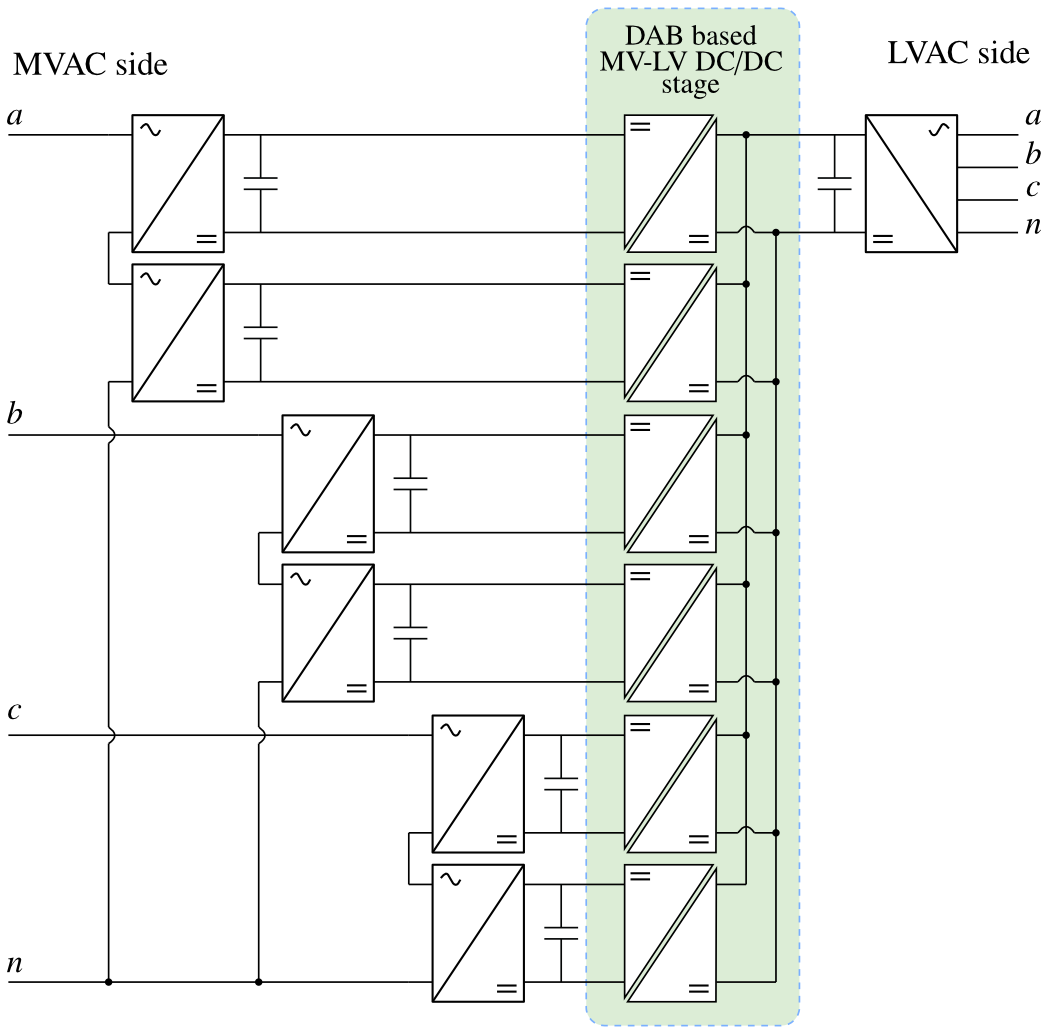 DAB based
MV-LV DC/DC
stage
MVAC side
LVAC side
a
a
b
c
n
b
c
n